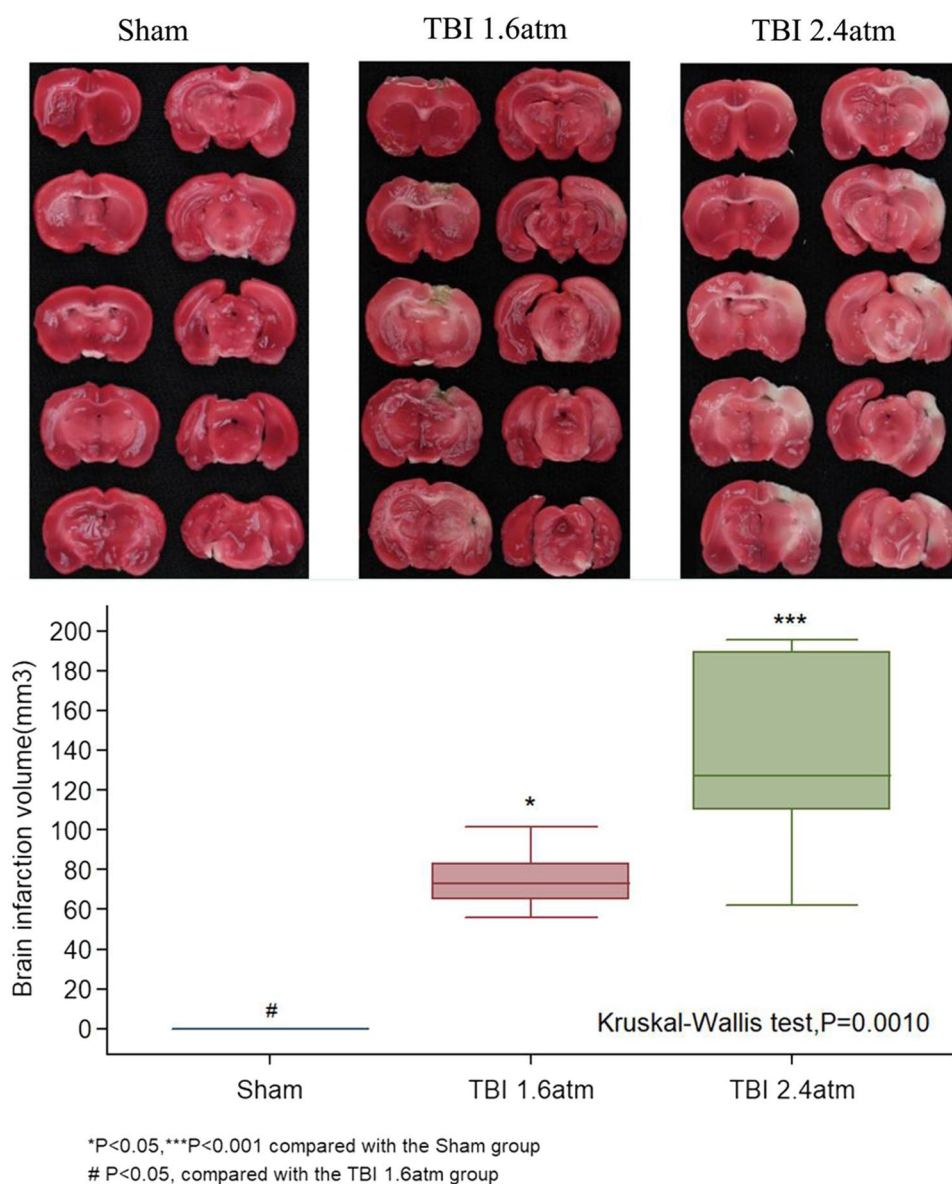 Sham
TBI 1.6atm
TBI 2.4atm
Brain infarction volume(mm3)
200
180
160
140
120
100
80
60
40
20
0
#
*
***
Kruskal-Wallis test,P=0.0010
Sham
TBI 1.6atm
TBI 2.4atm
*P<0.05,***P<0.001 compared with the Sham group
# P<0.05, compared with the TBI 1.6atm group